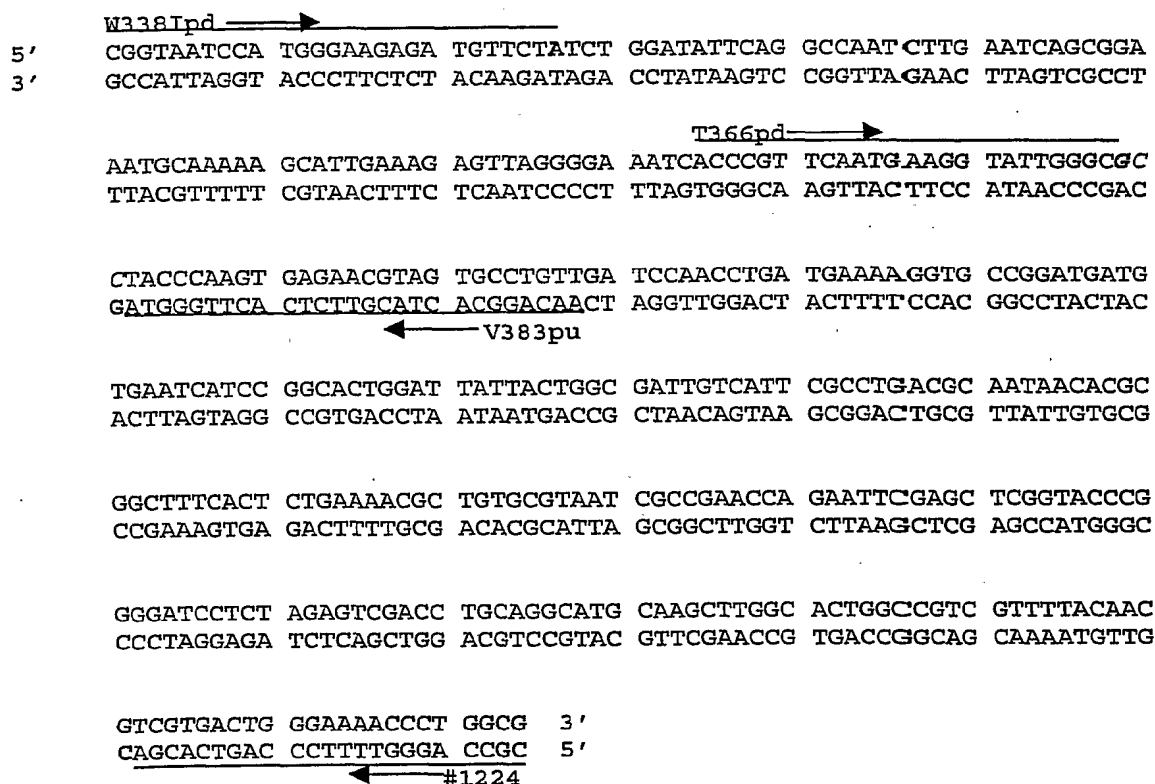 W338Ipd
5' CGGTAATCCA TGGGAAGAGA TGTTCTATCT GGATATTCAG GCCAATCTTG AATCAGCGGA
3' GCCATTAGGT ACCCTTCTCT ACAAGATAGA CCTATAAGTC CGGTTAGAAC TTAGTCGCCT
T366pd
AATGCAAAAA GCATTGAAAG AGTTAGGGGA AATCACCCGT TCAATGAAGG TATTGGGCGC
TTACGTTTTT CGTAACTTTC TCAATCCCCT TTAGTGGGCA AGTTACTTCC ATAACCCGAC
CTACCCAAGT GAGAACGTAG TGCCTGTTGA TCCAACCTGA TGAAAAGGTG CCGGATGATG
GATGGGTTCA CTCTTGCATC ACGGACAACT AGGTTGGACT ACTTTTCCAC GGCCTACTAC
V383pu
TGAATCATCC GGCACTGGAT TATTACTGGC GATTGTCATT CGCCTGACGC AATAACACGC
ACTTAGTAGG CCGTGACCTA ATAATGACCG CTAACAGTAA GCGGACTGCG TTATTGTGCG
GGCTTTCACT CTGAAAACGC TGTGCGTAAT CGCCGAACCA GAATTCGAGC TCGGTACCCG
CCGAAAGTGA GACTTTTGCG ACACGCATTA GCGGCTTGGT CTTAAGCTCG AGCCATGGGC
GGGATCCTCT AGAGTCGACC TGCAGGCATG CAAGCTTGGC ACTGGCCGTC GTTTTACAAC
CCCTAGGAGA TCTCAGCTGG ACGTCCGTAC GTTCGAACCG TGACCGGCAG CAAAATGTTG
GTCGTGACTG GGAAAACCCT GGCG 3'
CAGCACTGAC CCTTTTGGGA CCGC 5'
#1224